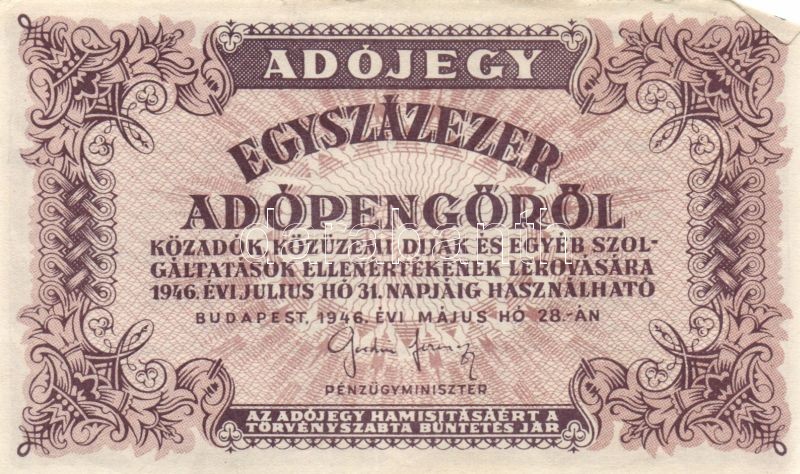 ADÓJEGY
EGYSZÁZEZER
ADÓPENGŐRŐL
KÖZADÓK, KÖZÜZEMI DIJAK ÉS EGYÉB SZOL-
GÁLTATÁSOK ELLENÉRTÉKÉNEK LEROVÁSÁRA
1946. ÉVI JULIUS HÓ 31. NAPJÁIG HASZNÁLHATÓ
BUDAPEST, 1946. ÉVI MÁJUS HÓ 28.-ÁN
PÉNZÜGYMINISZTER
AZ ADÓJEGY HAMISITÁSÁÉRT A
TÖRVÉNYSZABTA BÜNTETÉS JÁR